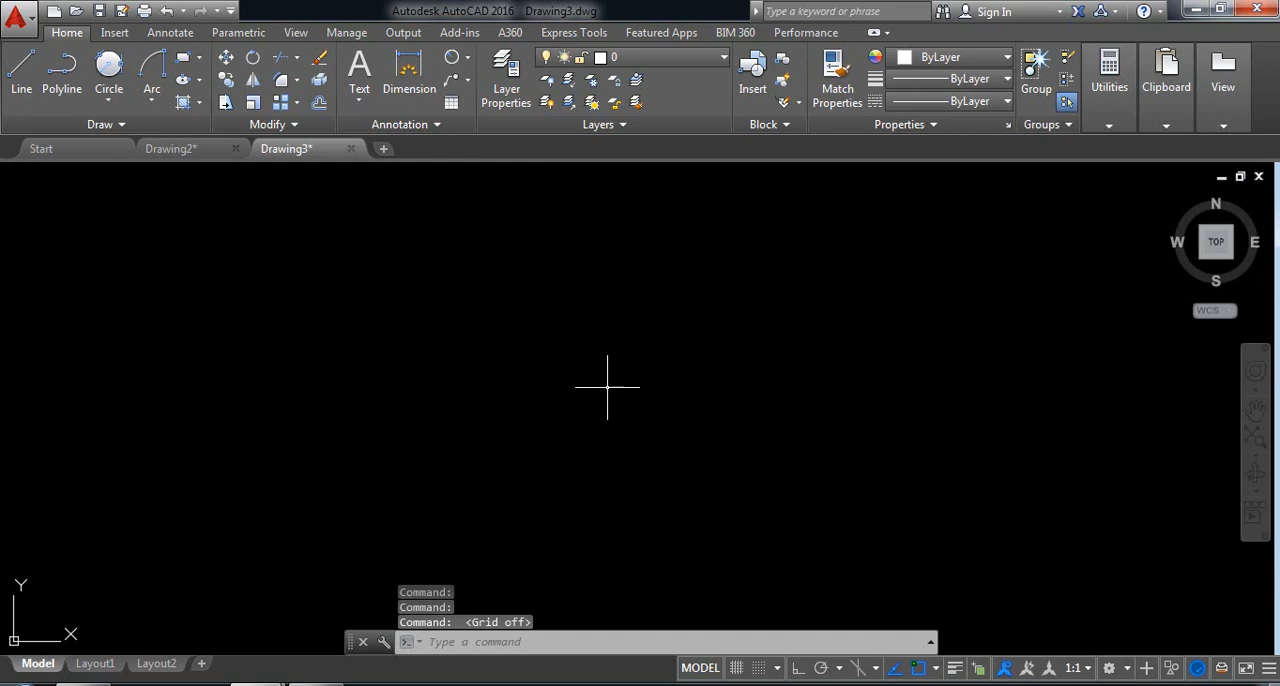 Autodesk AutoCAD 2016 Drawing3.dwg
Type a keyword or phrase
Sign In
Home Insert Annotate Parametric View Manage Output Add-ins A360 Express Tools Featured Apps BIM 360 Performance
Line Polyline Circle Arc
Draw
Modify
Text Dimension
Annotation
Layer
Properties
0
Layers
Insert
Block
Match
Properties
ByLayer
ByLayer
ByLayer
Properties
Group
Groups
Utilities
Clipboard
View
Start Drawing2* Drawing3*
N
W TOP E
S
WCS
Y
X
Command:
Command:
Command: <Grid off>
Type a command
Model Layout1 Layout2
MODEL 1:1